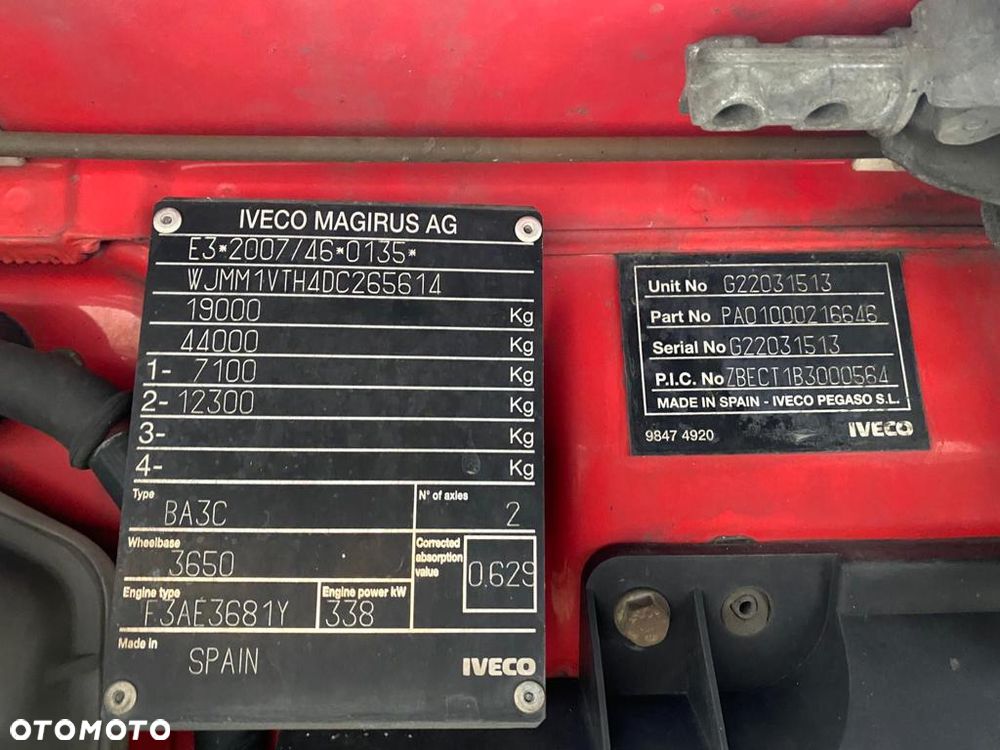 IVECO MAGIRUS AG
E3*2007/46*0135*
WJMM1VTH4DC265614
19000 Kg
44000 Kg
1- 7100 Kg
2- 12300 Kg
3- Kg
4- Kg
Type BA3C
N° of axles 2
Wheelbase 3650
Corrected absorption value 0.629
Engine type F3AE3681Y
Engine power kW 338
Made in SPAIN
IVECO
Unit No G22031513
Part No PA01000216646
Serial No G22031513
P.I.C. No ZBECT1B3000564
MADE IN SPAIN - IVECO PEGASO S.L.
9847 4920 IVECO
OTOMOTO